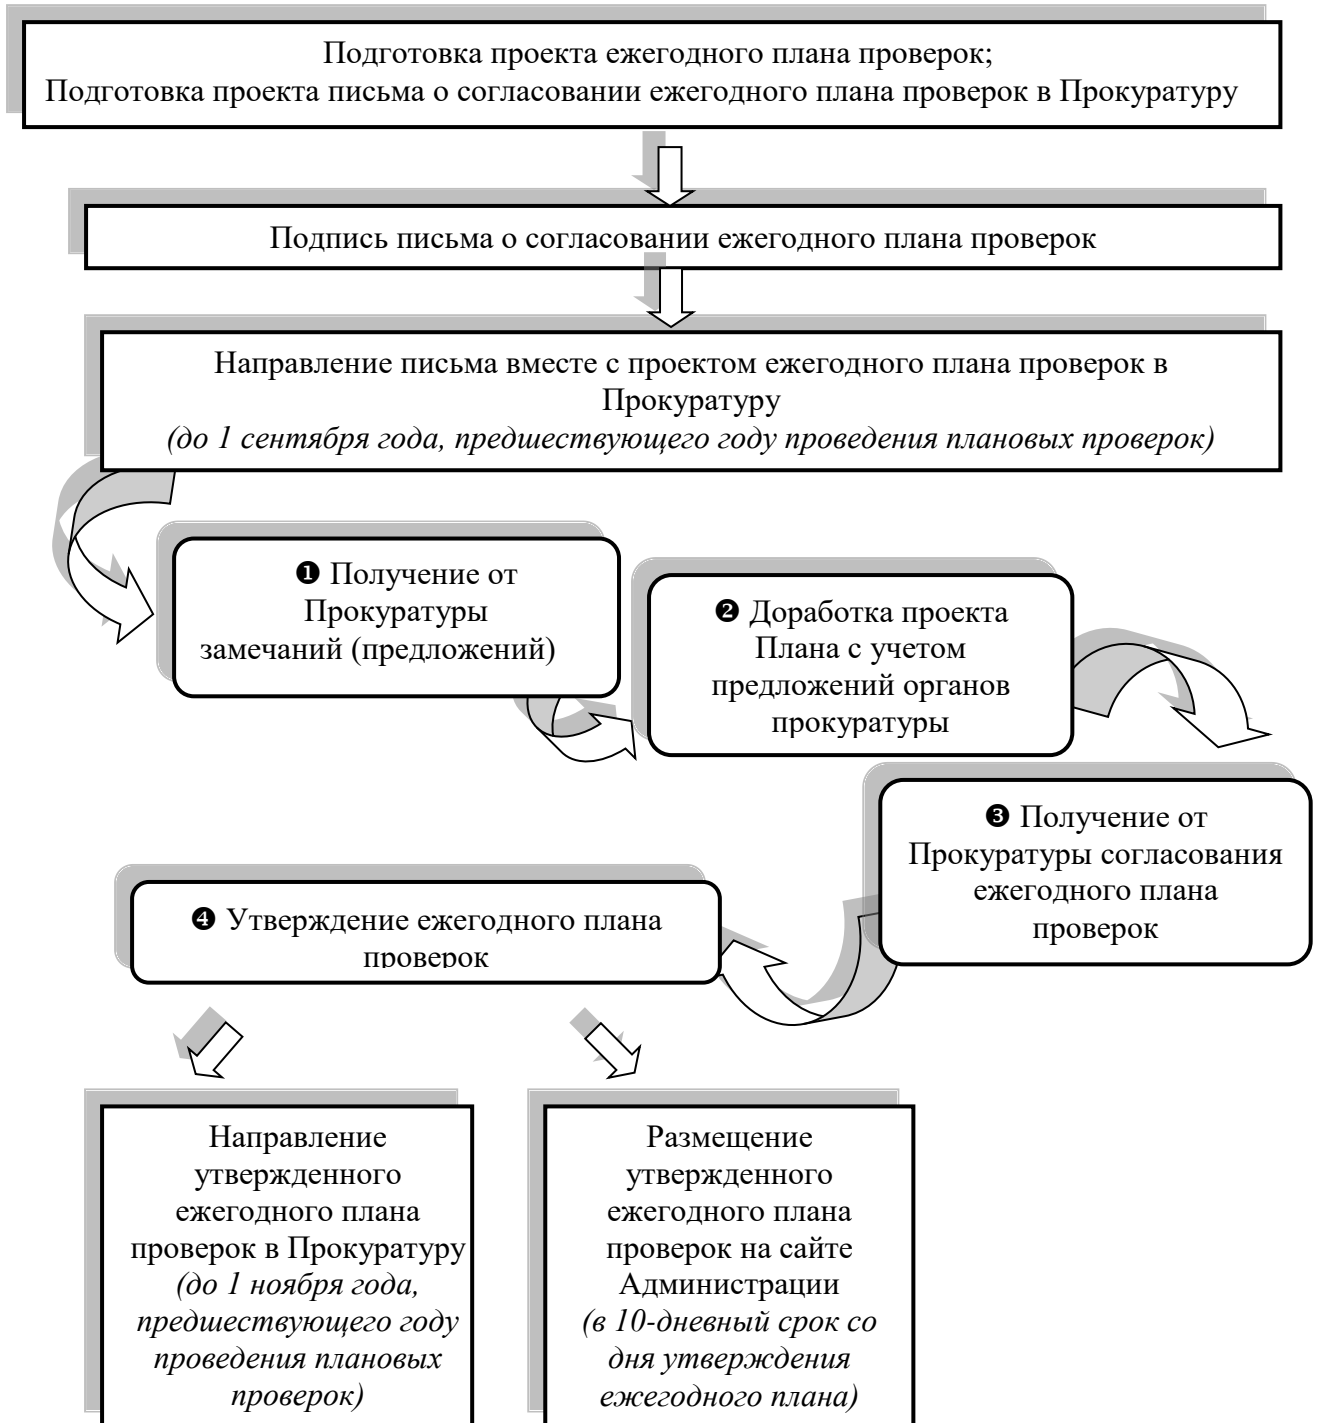 Подготовка проекта ежегодного плана проверок;
Подготовка проекта письма о согласовании ежегодного плана проверок в Прокуратуру
Подпись письма о согласовании ежегодного плана проверок
Направление письма вместе с проектом ежегодного плана проверок в
Прокуратуру
(до 1 сентября года, предшествующего году проведения плановых проверок)
❶ Получение от
Прокуратуры
замечаний (предложений)
❷ Доработка проекта
Плана с учетом
предложений органов
прокуратуры
❸ Получение от
Прокуратуры согласования
ежегодного плана
проверок
❹ Утверждение ежегодного плана
проверок
Направление
утвержденного
ежегодного плана
проверок в Прокуратуру
(до 1 ноября года,
предшествующего году
проведения плановых
проверок)
Размещение
утвержденного
ежегодного плана
проверок на сайте
Администрации
(в 10-дневный срок со
дня утверждения
ежегодного плана)